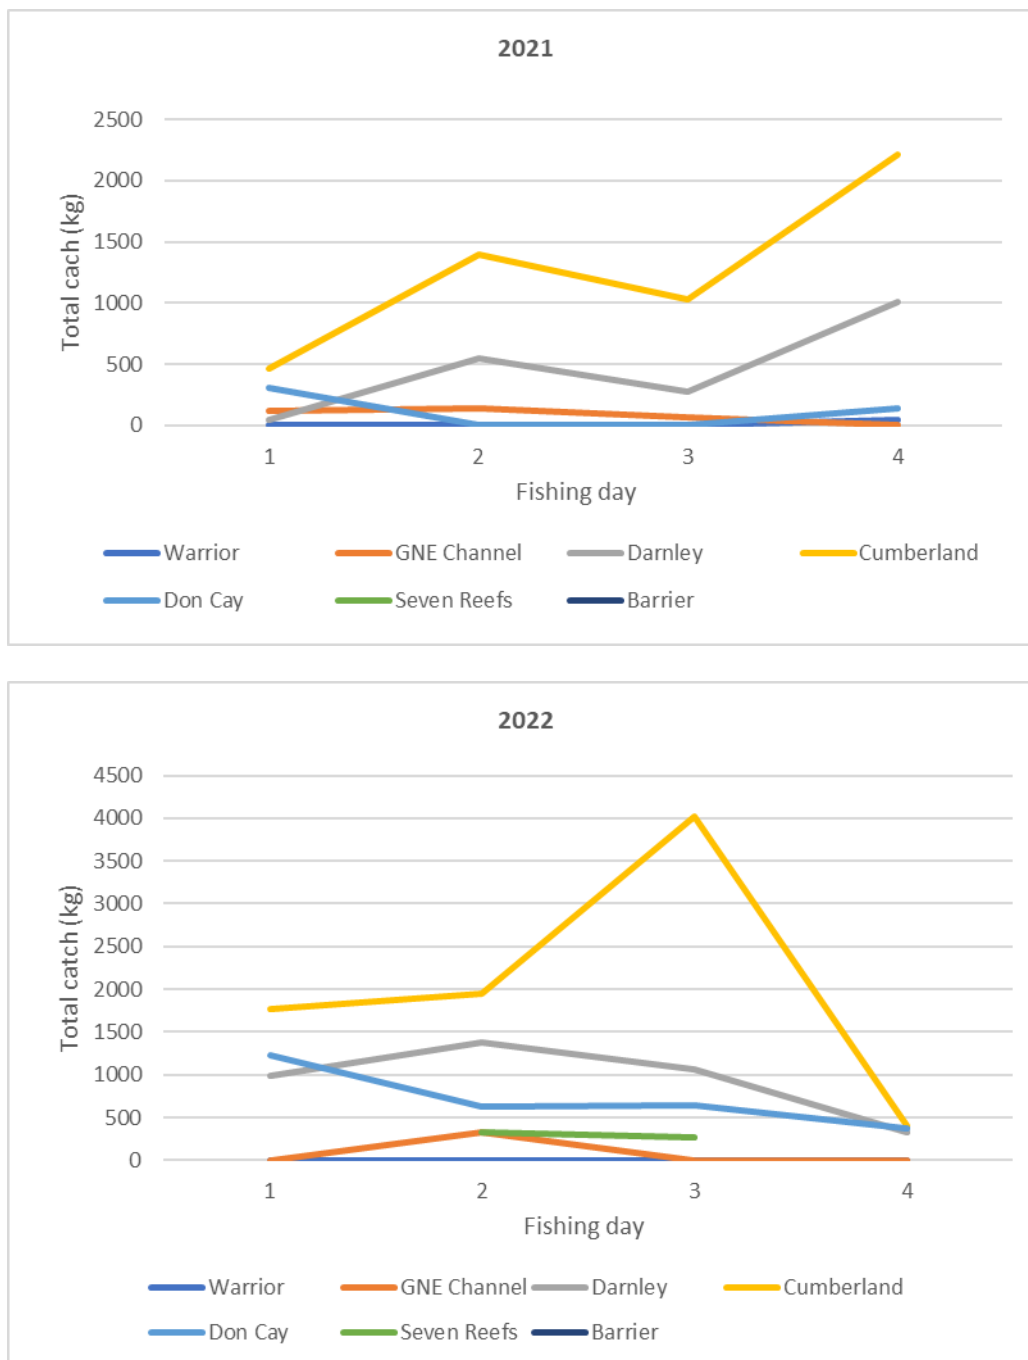 2021
2500
2000
1500
1000
500
0
Total cach (kg)
1 2 3 4
Fishing day
Warrior GNE Channel Darnley Cumberland
Don Cay Seven Reefs Barrier
2022
4500
4000
3500
3000
2500
2000
1500
1000
500
0
Total catch (kg)
1 2 3 4
Fishing day
Warrior GNE Channel Darnley Cumberland
Don Cay Seven Reefs Barrier